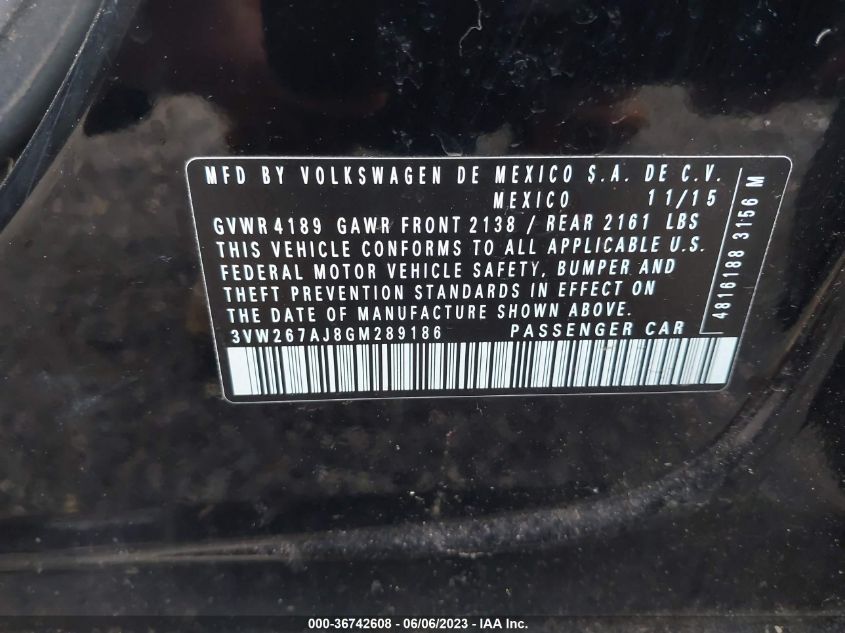 MFD BY VOLKSWAGEN DE MEXICO S.A. DE C.V.
MEXICO 11/15
GVWR 4189 GAWR FRONT 2138 / REAR 2161 LBS
THIS VEHICLE CONFORMS TO ALL APPLICABLE U.S.
FEDERAL MOTOR VEHICLE SAFETY, BUMPER AND
THEFT PREVENTION STANDARDS IN EFFECT ON
THE DATE OF MANUFACTURE SHOWN ABOVE.
3VW267AJ8GM289186 PASSENGER CAR
4816188 3156 M
000-36742608 - 06/06/2023 - IAA Inc.